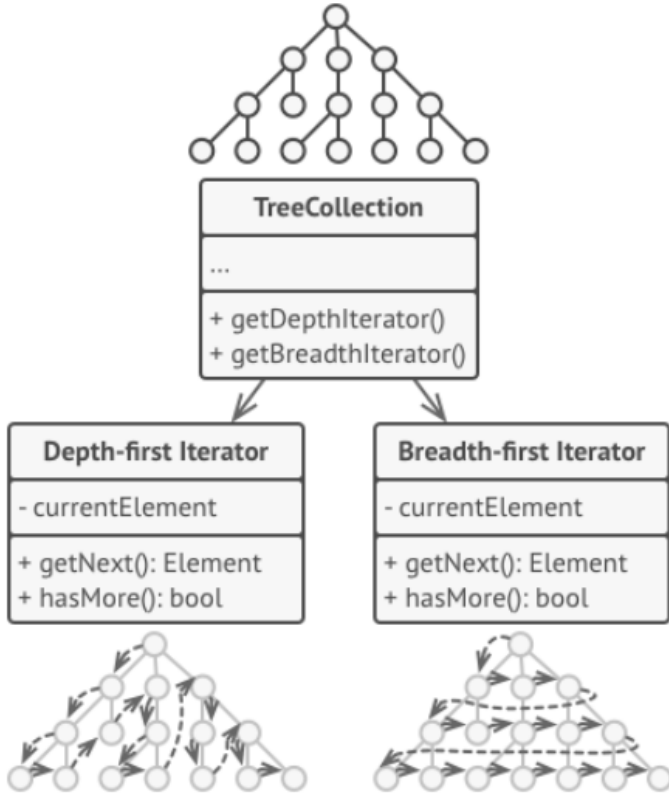 TreeCollection
...
+ getDepthIterator()
+ getBreadthIterator()
Depth-first Iterator
- currentElement
+ getNext(): Element
+ hasMore(): bool
Breadth-first Iterator
- currentElement
+ getNext(): Element
+ hasMore(): bool